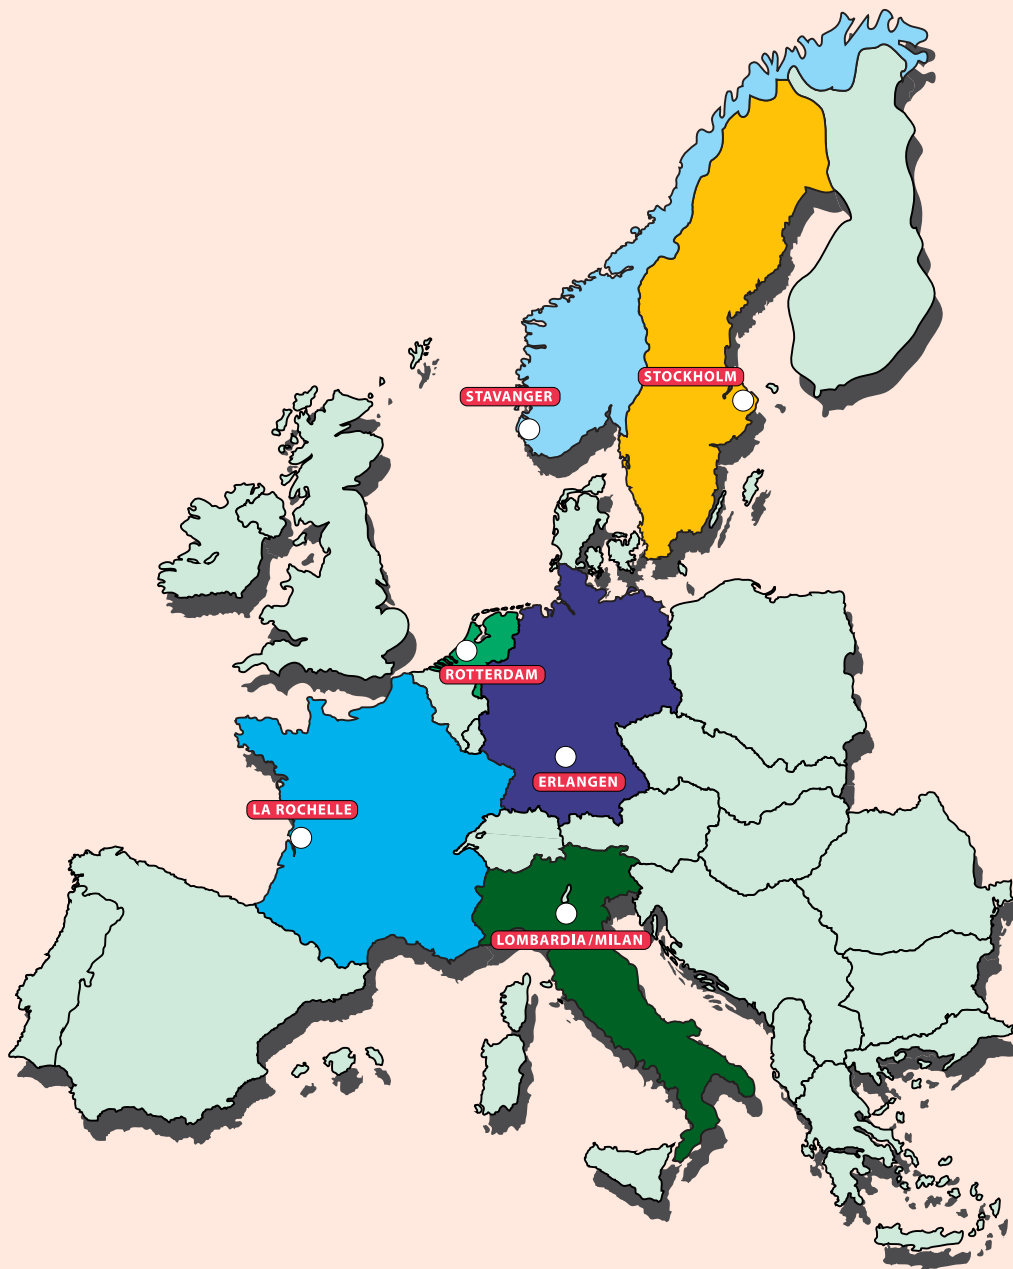 STOCKHOLM
STAVANGER
ROTTERDAM
ERLANGEN
LA ROCHELLE
LOMBARDIA/MILAN